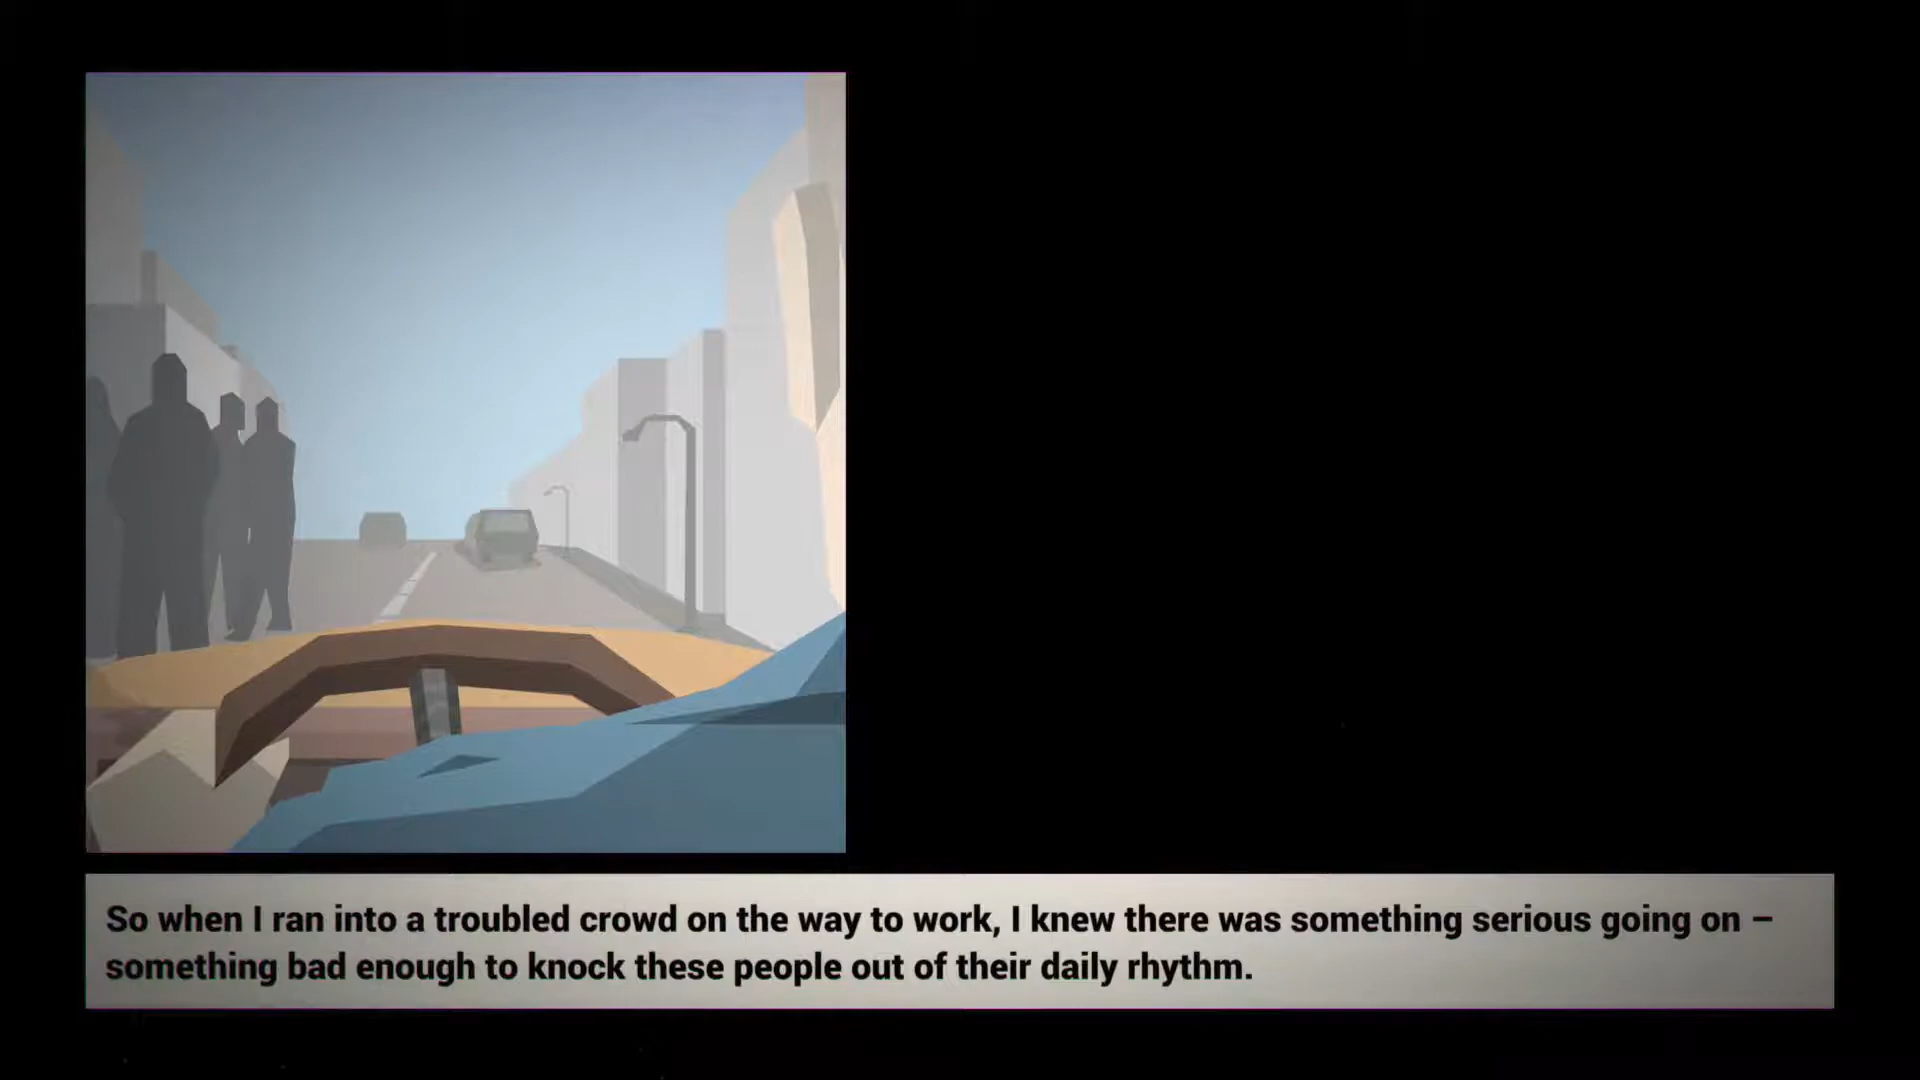 So when I ran into a troubled crowd on the way to work, I knew there was something serious going on –
something bad enough to knock these people out of their daily rhythm.